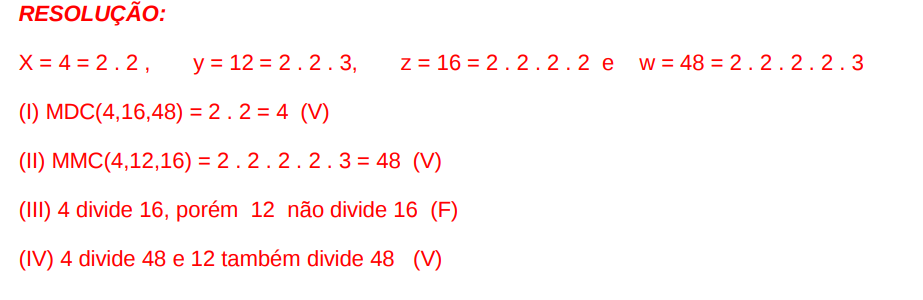 RESOLUÇÃO:
X = 4 = 2 . 2 , y = 12 = 2 . 2 . 3, z = 16 = 2 . 2 . 2 . 2 e w = 48 = 2 . 2 . 2 . 2 . 3
(I) MDC(4,16,48) = 2 . 2 = 4 (V)
(II) MMC(4,12,16) = 2 . 2 . 2 . 2 . 3 = 48 (V)
(III) 4 divide 16, porém 12 não divide 16 (F)
(IV) 4 divide 48 e 12 também divide 48 (V)